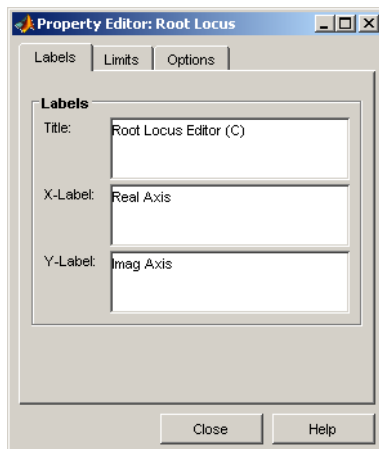 Property Editor: Root Locus
Labels Limits Options
Labels
Title: Root Locus Editor (C)
X-Label: Real Axis
Y-Label: Imag Axis
Close Help